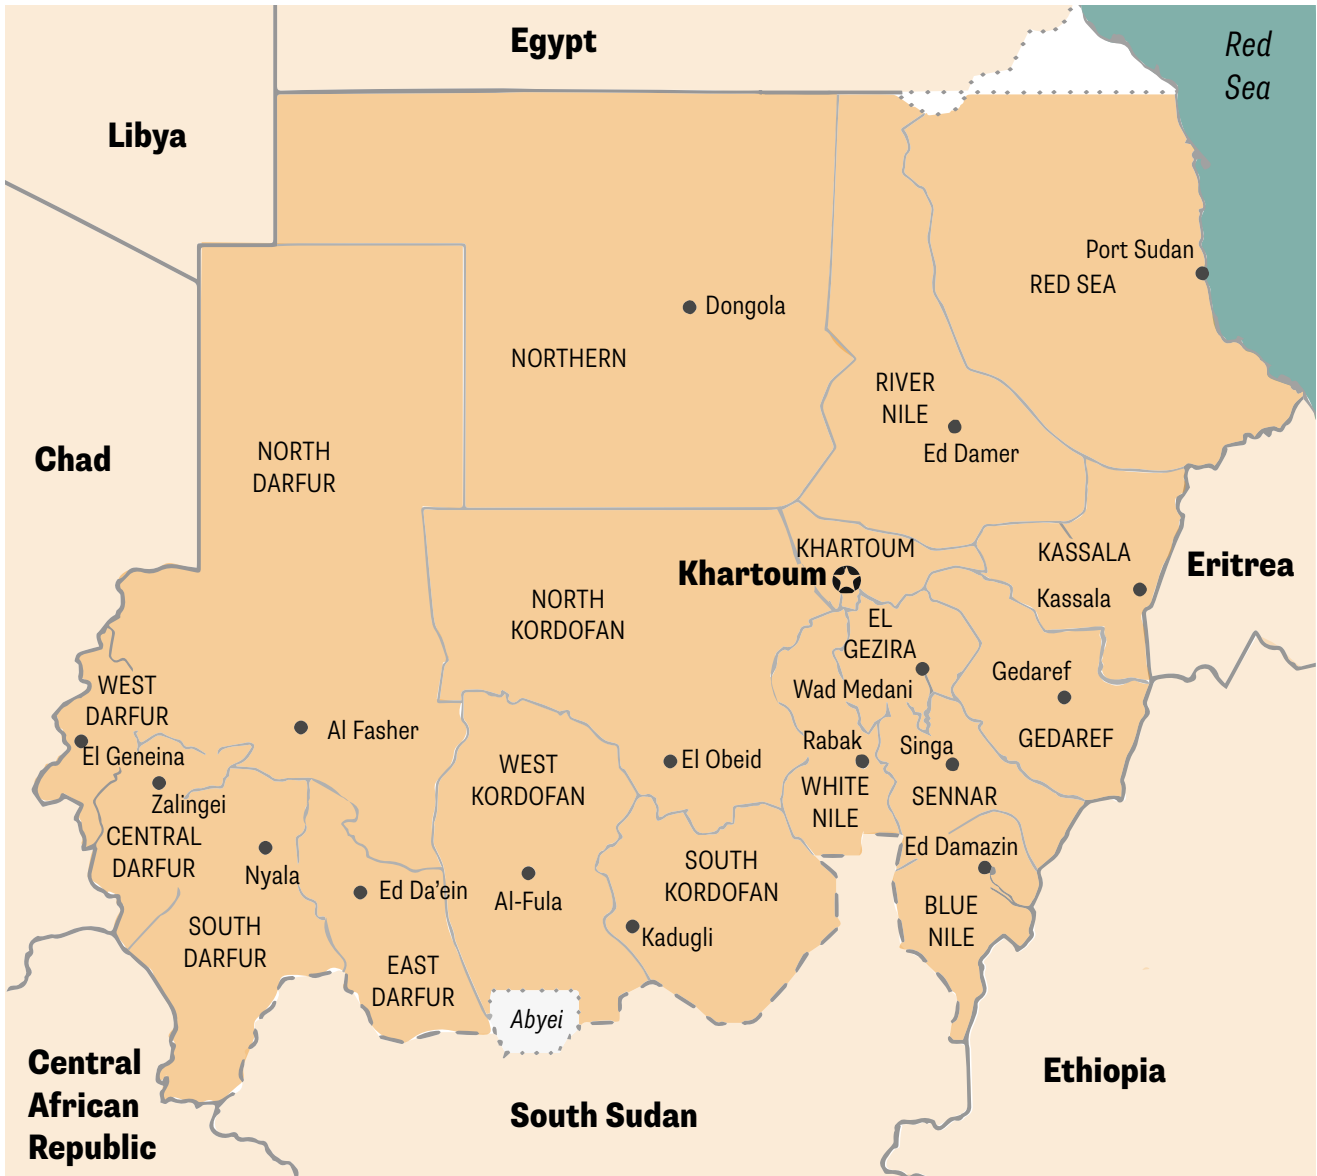 Egypt
Red
Sea
Libya
Port Sudan
RED SEA
Dongola
NORTHERN
RIVER
NILE
Ed Damer
Chad
NORTH
DARFUR
KHARTOUM
Khartoum
KASSALA
Kassala
Eritrea
NORTH
KORDOFAN
EL
GEZIRA
Wad Medani
Gedaref
GEDAREF
WEST
DARFUR
El Geneina
Al Fasher
Zalingei
CENTRAL
DARFUR
Nyala
WEST
KORDOFAN
El Obeid
Rabak
WHITE
NILE
Singa
SENNAR
Ed Damazin
BLUE
NILE
SOUTH
KORDOFAN
Kadugli
Al-Fula
Ed Da’ein
SOUTH
DARFUR
EAST
DARFUR
Abyei
Central
African
Republic
South Sudan
Ethiopia